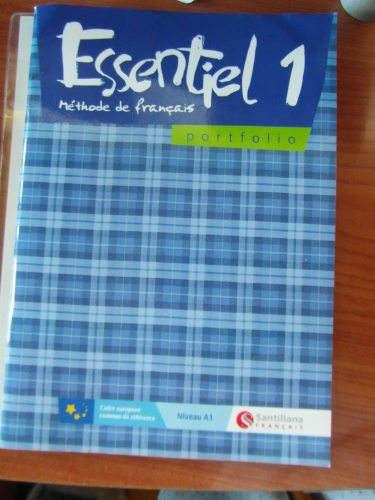 Essentiel 1
Méthode de français
portfolio
Cadre européen
commun de référence
Niveau A1
Santillana
FRANÇAIS